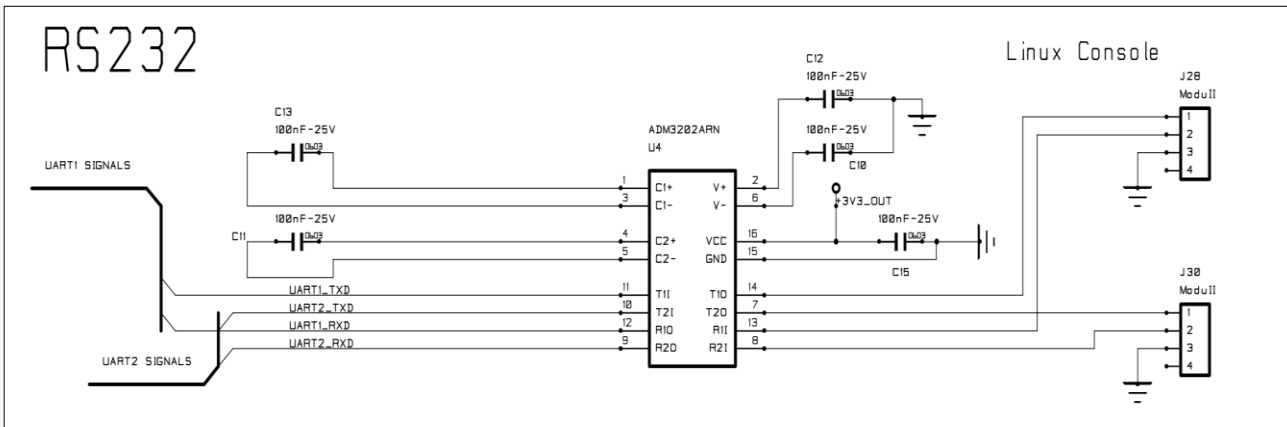 RS232
Linux Console
C12
100nF-25V
0603
J28
ModuII
1
2
3
4
C13
100nF-25V
0603
ADM3202ARN
U4
100nF-25V
0603
C10
UART1 SIGNALS
1 C1+ V+ 2
3 C1- V- 6
+3V3_OUT
C11
100nF-25V
0603
100nF-25V
0603
C15
4 C2+ VCC 16
5 C2- GND 15
J30
ModuII
1
2
3
4
UART1_TXD 11 T1I T1O 14
UART2_TXD 10 T2I T2O 7
UART1_RXD 12 R1O R1I 13
UART2_RXD 9 R2O R2I 8
UART2 SIGNALS